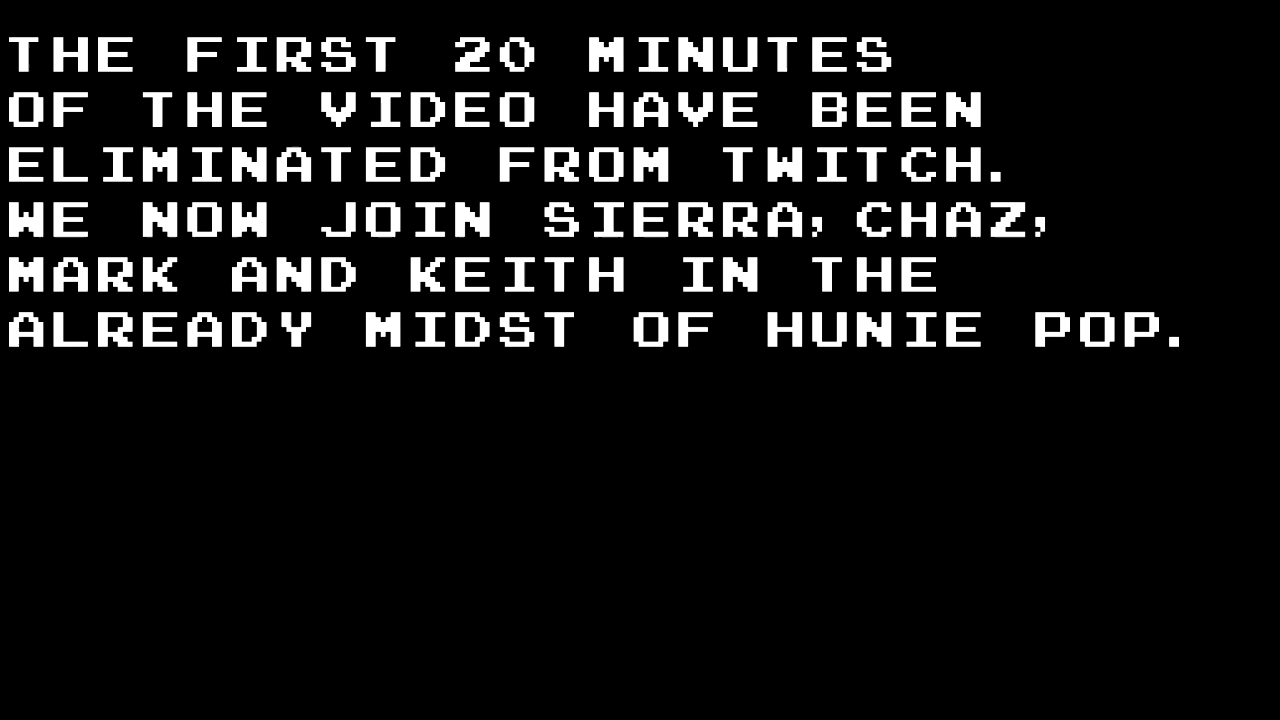 THE FIRST 20 MINUTES
OF THE VIDEO HAVE BEEN
ELIMINATED FROM TWITCH.
WE NOW JOIN SIERRA, CHAZ,
MARK AND KEITH IN THE
ALREADY MIDST OF HUNIE POP.